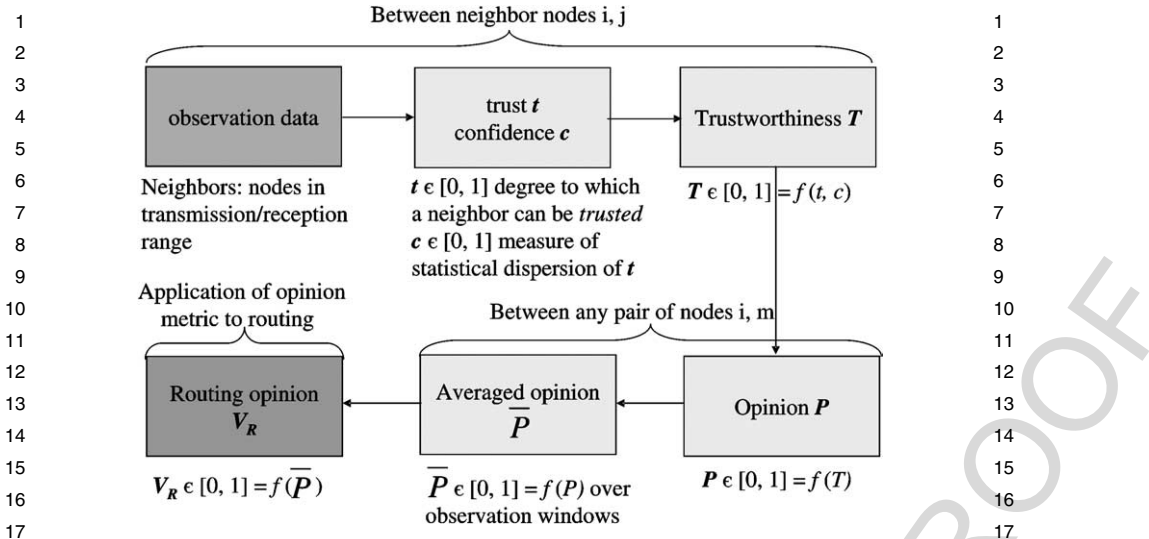 Between neighbor nodes i, j
observation data
trust t
confidence c
Trustworthiness T
Neighbors: nodes in
transmission/reception
range
t ϵ [0, 1] degree to which
a neighbor can be trusted
c ϵ [0, 1] measure of
statistical dispersion of t
T ϵ [0, 1] = f (t, c)
Application of opinion
metric to routing
Between any pair of nodes i, m
Routing opinion
V_R
Averaged opinion
P̅
Opinion P
V_R ϵ [0, 1] = f (P̅ )
P̅ ϵ [0, 1] = f (P) over
observation windows
P ϵ [0, 1] = f (T)
1
2
3
4
5
6
7
8
9
10
11
12
13
14
15
16
17
1
2
3
4
5
6
7
8
9
10
11
12
13
14
15
16
17
ROOF